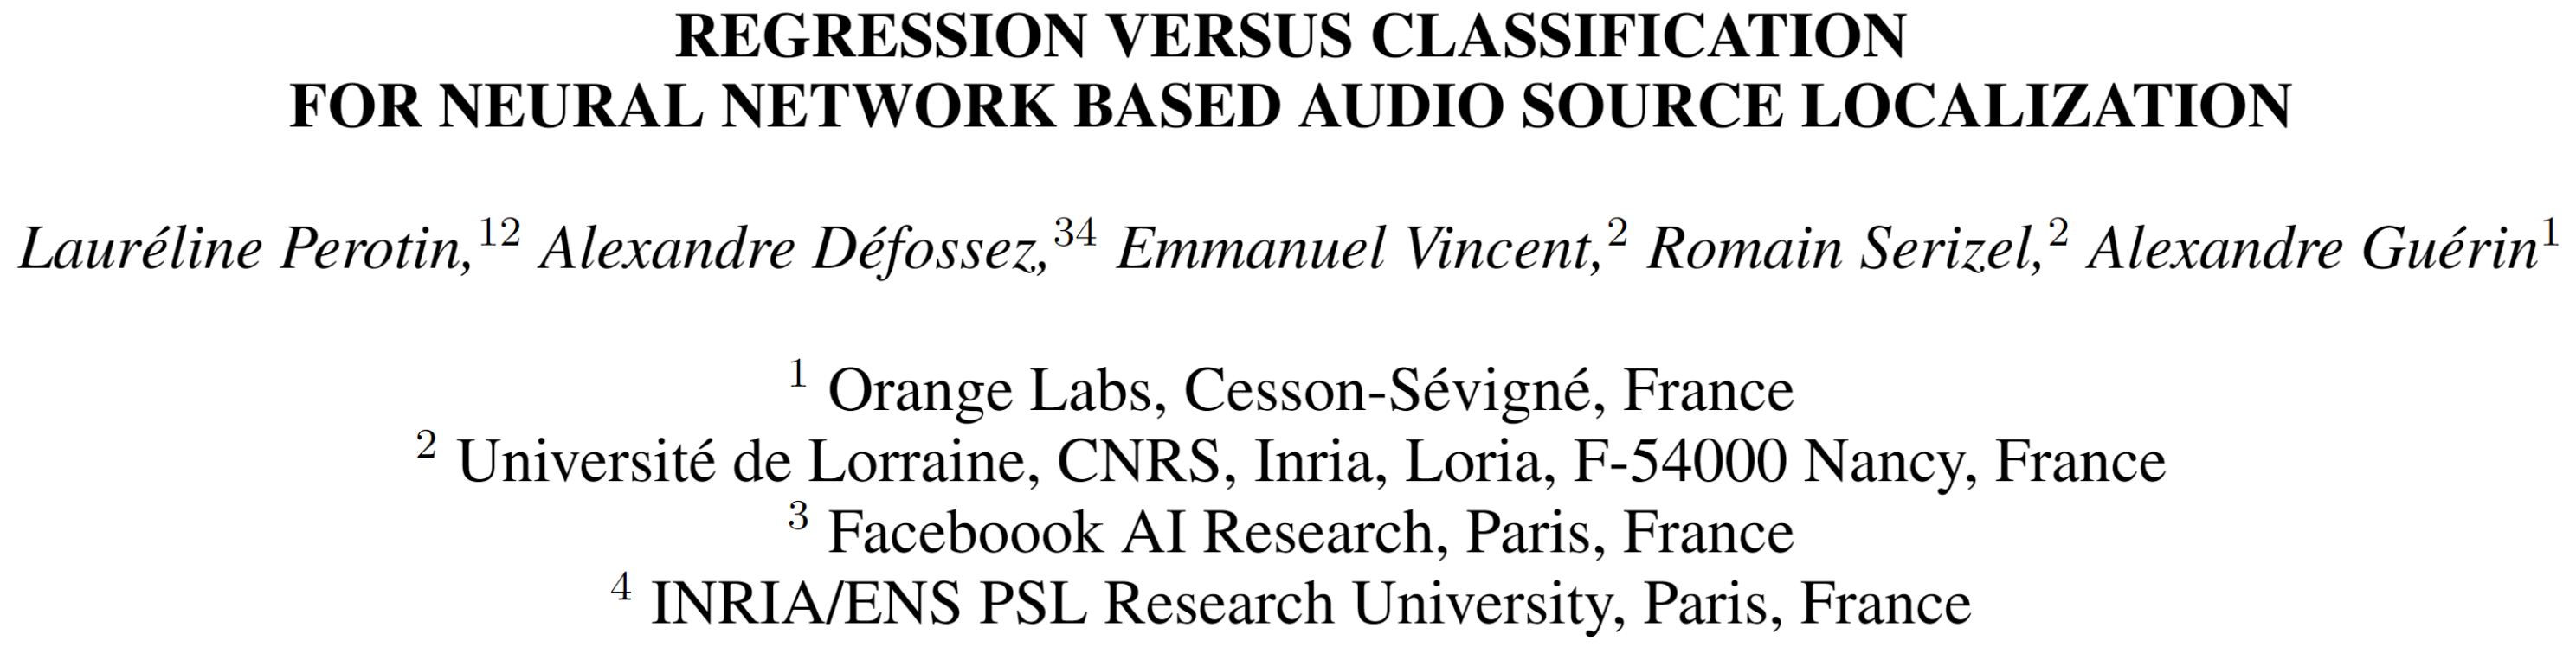 REGRESSION VERSUS CLASSIFICATION
FOR NEURAL NETWORK BASED AUDIO SOURCE LOCALIZATION
Lauréline Perotin,12 Alexandre Défossez,34 Emmanuel Vincent,2 Romain Serizel,2 Alexandre Guérin1
1 Orange Labs, Cesson-Sévigné, France
2 Université de Lorraine, CNRS, Inria, Loria, F-54000 Nancy, France
3 Faceboook AI Research, Paris, France
4 INRIA/ENS PSL Research University, Paris, France